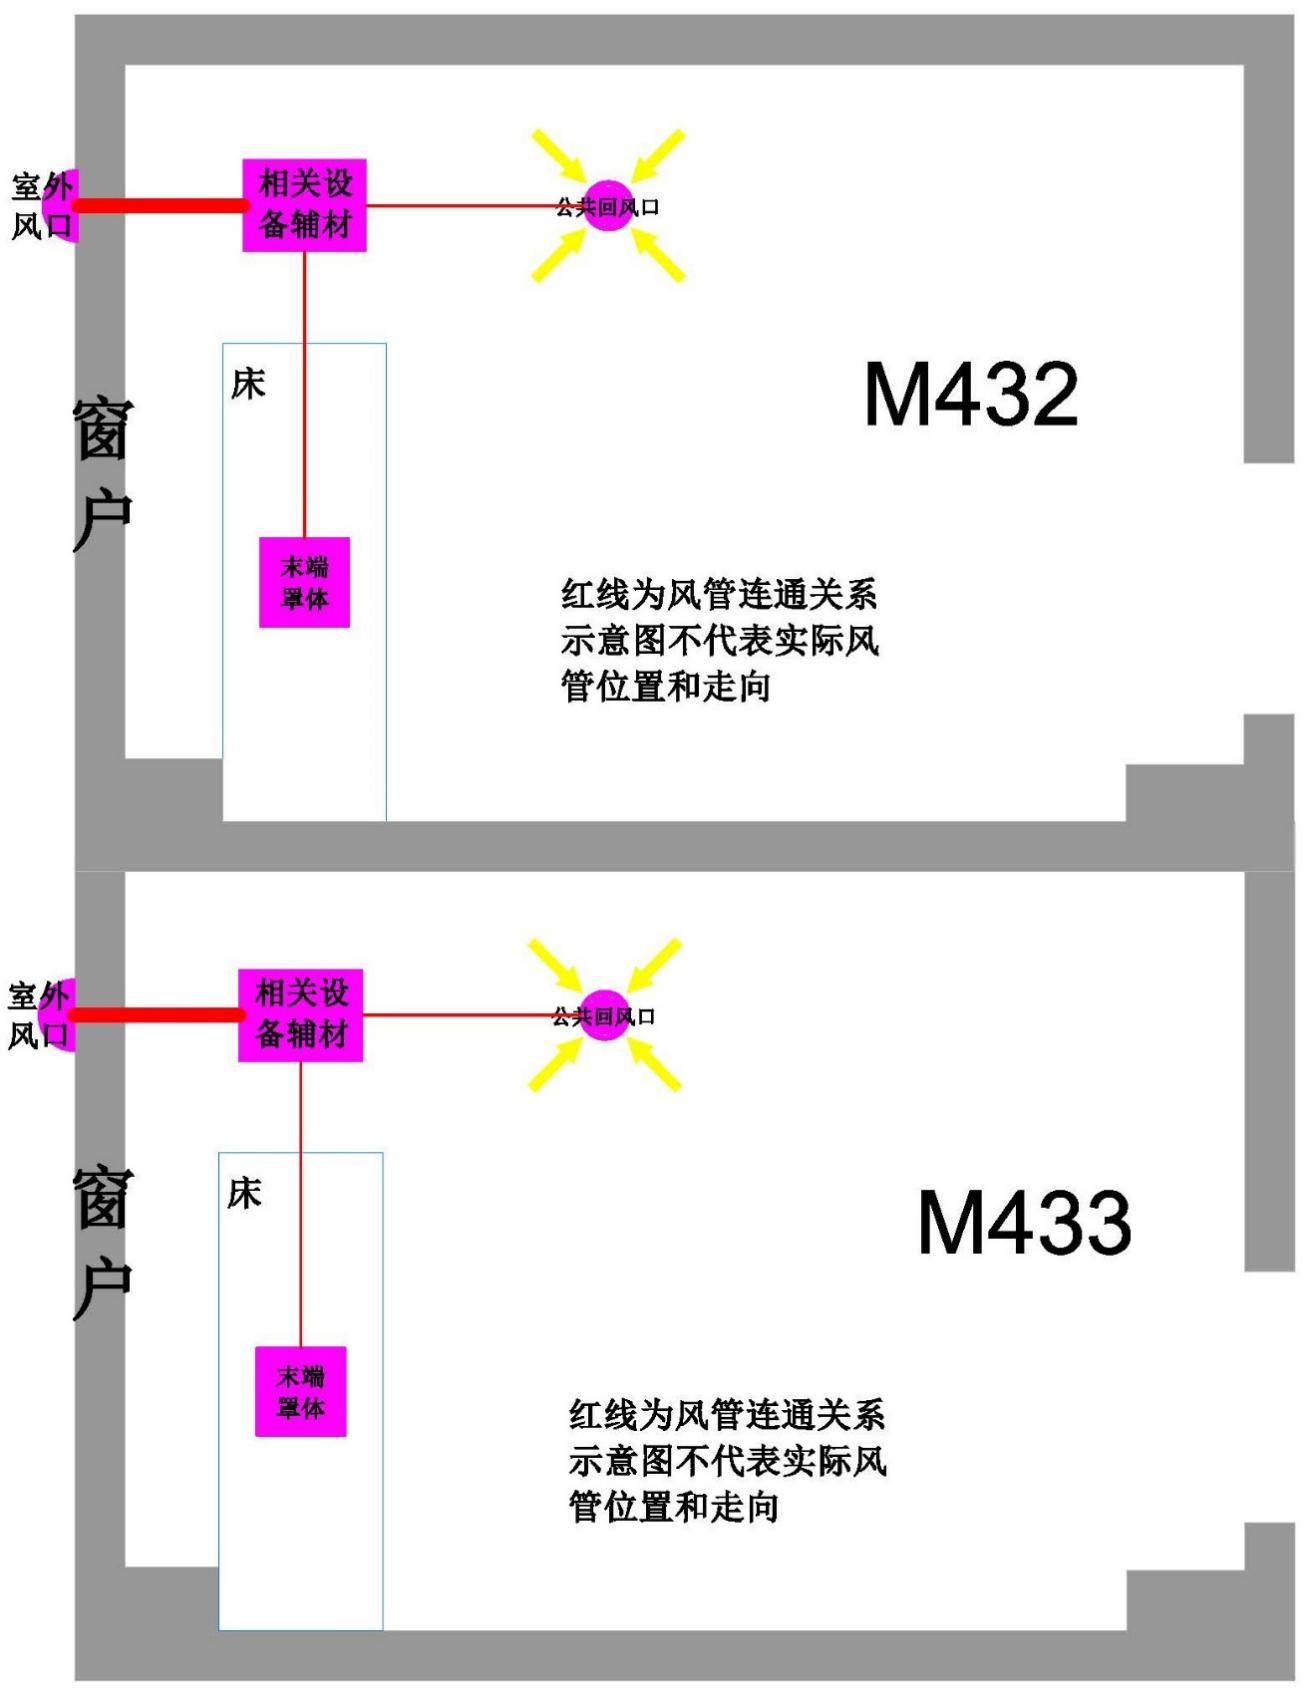 室外
风口
相关设
备辅材
公共回风口
床
M432
窗
户
末端
罩体
红线为风管连通关系
示意图不代表实际风
管位置和走向
室外
风口
相关设
备辅材
公共回风口
床
M433
窗
户
末端
罩体
红线为风管连通关系
示意图不代表实际风
管位置和走向